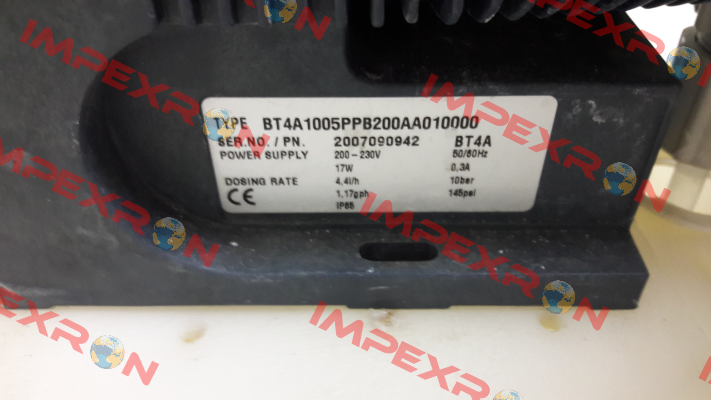 TYPE BT4A1005PPB200AA010000
SER.NO./PN. 2007090942 BT4A
POWER SUPPLY 200-230V 50/60Hz
17W 0,3A
DOSING RATE 4,4l/h 10bar
1,17gph 145psi
CE IP65
IMPEXRON
IMPEXRON
IMPEXRON
IMPEXRON
IMPEXRON
IMPEXRON